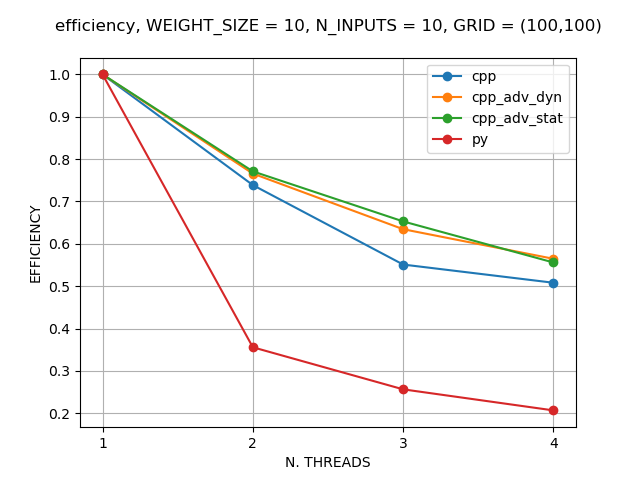 efficiency, WEIGHT_SIZE = 10, N_INPUTS = 10, GRID = (100,100)
cpp
cpp_adv_dyn
cpp_adv_stat
py
1.0
0.9
0.8
0.7
0.6
0.5
0.4
0.3
0.2
EFFICIENCY
1 2 3 4
N. THREADS